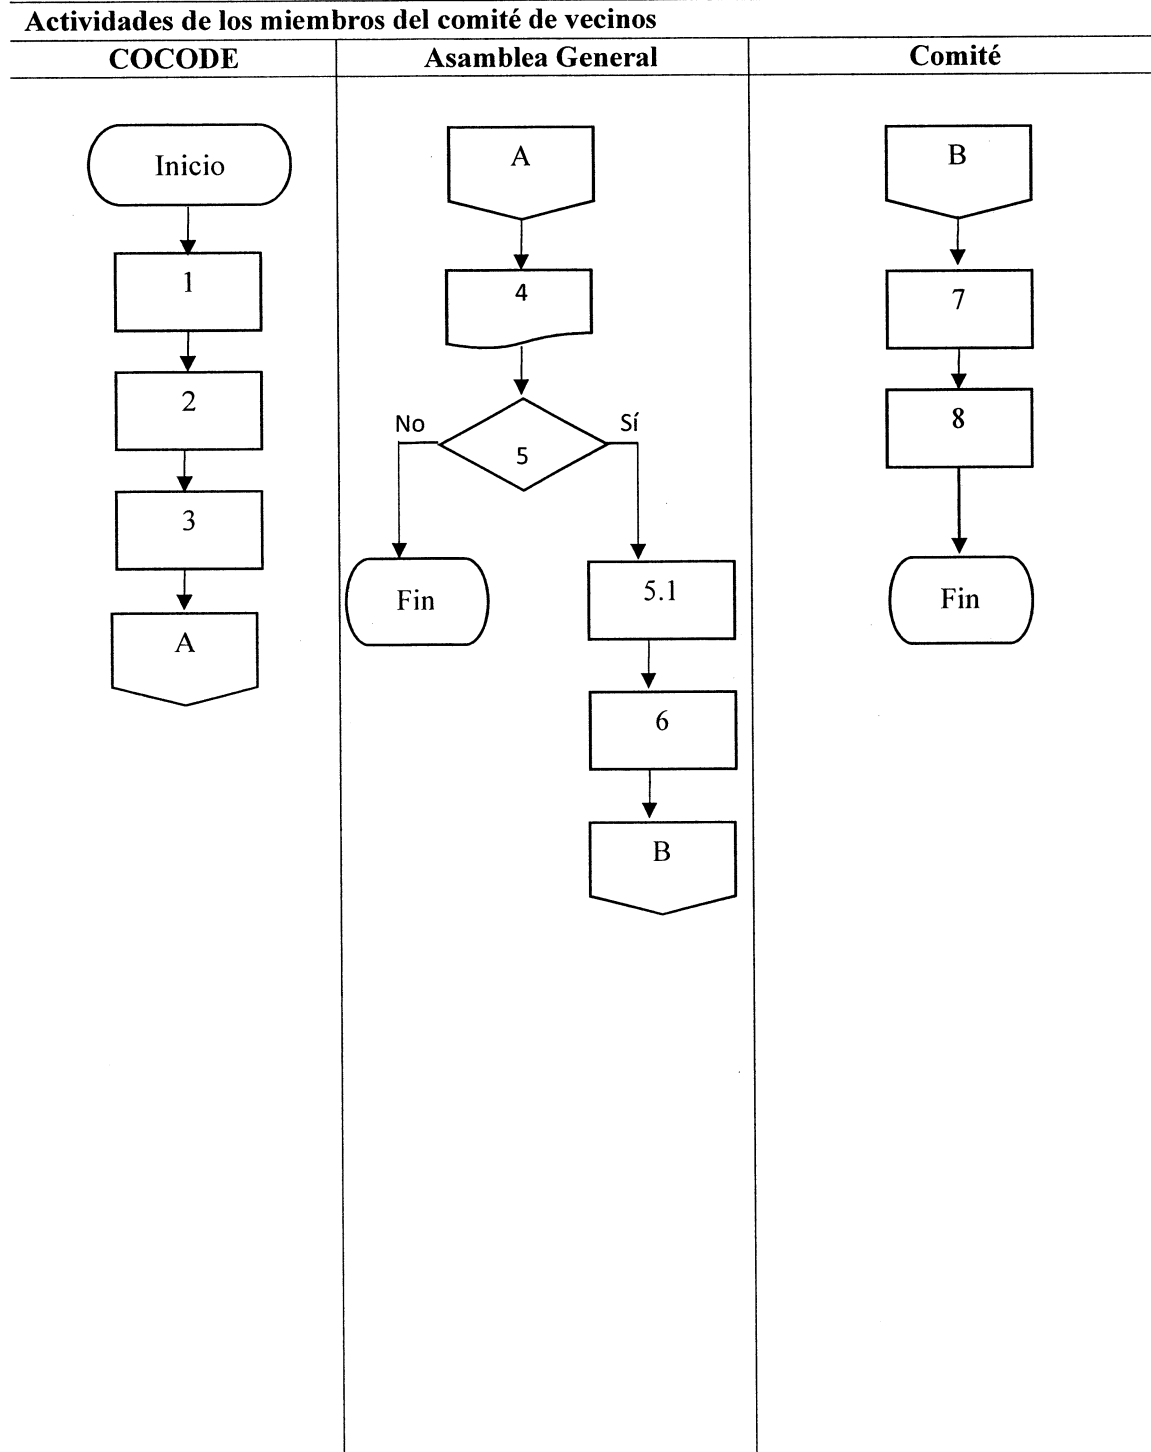 Actividades de los miembros del comité de vecinos
COCODE
Asamblea General
Comité
Inicio
1
2
3
A
A
4
5
No
Sí
Fin
5.1
6
B
B
7
8
Fin